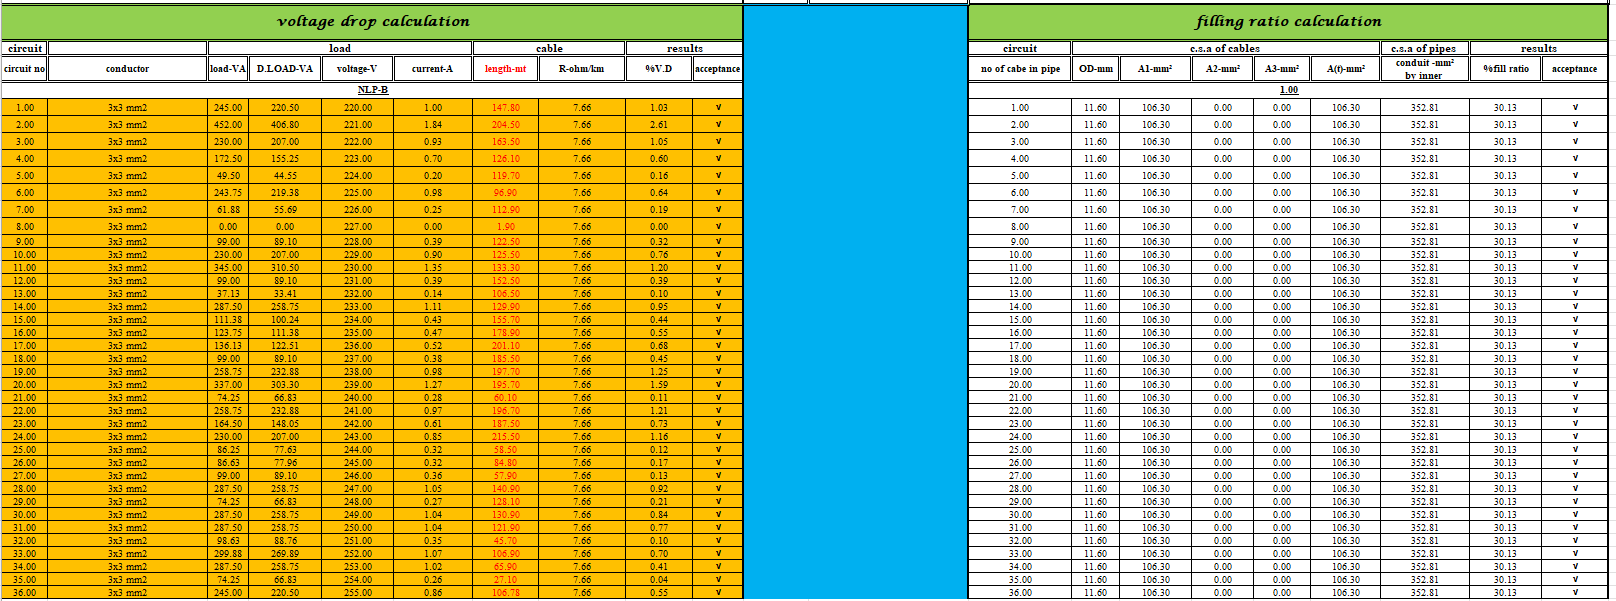 voltage drop calculation filling ratio calculation
circuit load cable results circuit c.s.a of cables c.s.a of pipes results
circuit no conductor load-VA D.LOAD-VA voltage-V current-A length-mt R-ohm/km %V.D acceptance no of cabe in pipe OD-mm A1-mm² A2-mm² A3-mm² A(t)-mm² conduit -mm² by inner %fill ratio acceptance
NLP-B 1.00
1.00 3x3 mm2 245.00 220.50 220.00 1.00 147.80 7.66 1.03 √ 1.00 11.60 106.30 0.00 0.00 106.30 352.81 30.13 √
2.00 3x3 mm2 452.00 406.80 221.00 1.84 204.50 7.66 2.61 √ 2.00 11.60 106.30 0.00 0.00 106.30 352.81 30.13 √
3.00 3x3 mm2 230.00 207.00 222.00 0.93 163.50 7.66 1.05 √ 3.00 11.60 106.30 0.00 0.00 106.30 352.81 30.13 √
4.00 3x3 mm2 172.50 155.25 223.00 0.70 126.10 7.66 0.60 √ 4.00 11.60 106.30 0.00 0.00 106.30 352.81 30.13 √
5.00 3x3 mm2 49.50 44.55 224.00 0.20 119.70 7.66 0.16 √ 5.00 11.60 106.30 0.00 0.00 106.30 352.81 30.13 √
6.00 3x3 mm2 243.75 219.38 225.00 0.98 96.90 7.66 0.64 √ 6.00 11.60 106.30 0.00 0.00 106.30 352.81 30.13 √
7.00 3x3 mm2 61.88 55.69 226.00 0.25 112.90 7.66 0.19 √ 7.00 11.60 106.30 0.00 0.00 106.30 352.81 30.13 √
8.00 3x3 mm2 0.00 0.00 227.00 0.00 1.90 7.66 0.00 √ 8.00 11.60 106.30 0.00 0.00 106.30 352.81 30.13 √
9.00 3x3 mm2 99.00 89.10 228.00 0.39 122.50 7.66 0.32 √ 9.00 11.60 106.30 0.00 0.00 106.30 352.81 30.13 √
10.00 3x3 mm2 230.00 207.00 229.00 0.90 125.50 7.66 0.76 √ 10.00 11.60 106.30 0.00 0.00 106.30 352.81 30.13 √
11.00 3x3 mm2 345.00 310.50 230.00 1.35 133.30 7.66 1.20 √ 11.00 11.60 106.30 0.00 0.00 106.30 352.81 30.13 √
12.00 3x3 mm2 99.00 89.10 231.00 0.39 152.50 7.66 0.39 √ 12.00 11.60 106.30 0.00 0.00 106.30 352.81 30.13 √
13.00 3x3 mm2 37.13 33.41 232.00 0.14 106.50 7.66 0.10 √ 13.00 11.60 106.30 0.00 0.00 106.30 352.81 30.13 √
14.00 3x3 mm2 287.50 258.75 233.00 1.11 129.90 7.66 0.95 √ 14.00 11.60 106.30 0.00 0.00 106.30 352.81 30.13 √
15.00 3x3 mm2 111.38 100.24 234.00 0.43 155.70 7.66 0.44 √ 15.00 11.60 106.30 0.00 0.00 106.30 352.81 30.13 √
16.00 3x3 mm2 123.75 111.38 235.00 0.47 178.90 7.66 0.55 √ 16.00 11.60 106.30 0.00 0.00 106.30 352.81 30.13 √
17.00 3x3 mm2 136.13 122.51 236.00 0.52 201.10 7.66 0.68 √ 17.00 11.60 106.30 0.00 0.00 106.30 352.81 30.13 √
18.00 3x3 mm2 99.00 89.10 237.00 0.38 185.50 7.66 0.45 √ 18.00 11.60 106.30 0.00 0.00 106.30 352.81 30.13 √
19.00 3x3 mm2 258.75 232.88 238.00 0.98 197.70 7.66 1.25 √ 19.00 11.60 106.30 0.00 0.00 106.30 352.81 30.13 √
20.00 3x3 mm2 337.00 303.30 239.00 1.27 195.70 7.66 1.59 √ 20.00 11.60 106.30 0.00 0.00 106.30 352.81 30.13 √
21.00 3x3 mm2 74.25 66.83 240.00 0.28 60.10 7.66 0.11 √ 21.00 11.60 106.30 0.00 0.00 106.30 352.81 30.13 √
22.00 3x3 mm2 258.75 232.88 241.00 0.97 196.70 7.66 1.21 √ 22.00 11.60 106.30 0.00 0.00 106.30 352.81 30.13 √
23.00 3x3 mm2 164.50 148.05 242.00 0.61 187.50 7.66 0.73 √ 23.00 11.60 106.30 0.00 0.00 106.30 352.81 30.13 √
24.00 3x3 mm2 230.00 207.00 243.00 0.85 215.50 7.66 1.16 √ 24.00 11.60 106.30 0.00 0.00 106.30 352.81 30.13 √
25.00 3x3 mm2 86.25 77.63 244.00 0.32 58.50 7.66 0.12 √ 25.00 11.60 106.30 0.00 0.00 106.30 352.81 30.13 √
26.00 3x3 mm2 86.63 77.96 245.00 0.32 84.80 7.66 0.17 √ 26.00 11.60 106.30 0.00 0.00 106.30 352.81 30.13 √
27.00 3x3 mm2 99.00 89.10 246.00 0.36 57.90 7.66 0.13 √ 27.00 11.60 106.30 0.00 0.00 106.30 352.81 30.13 √
28.00 3x3 mm2 287.50 258.75 247.00 1.05 140.90 7.66 0.92 √ 28.00 11.60 106.30 0.00 0.00 106.30 352.81 30.13 √
29.00 3x3 mm2 74.25 66.83 248.00 0.27 128.10 7.66 0.21 √ 29.00 11.60 106.30 0.00 0.00 106.30 352.81 30.13 √
30.00 3x3 mm2 287.50 258.75 249.00 1.04 130.90 7.66 0.84 √ 30.00 11.60 106.30 0.00 0.00 106.30 352.81 30.13 √
31.00 3x3 mm2 287.50 258.75 250.00 1.04 121.90 7.66 0.77 √ 31.00 11.60 106.30 0.00 0.00 106.30 352.81 30.13 √
32.00 3x3 mm2 98.63 88.76 251.00 0.35 45.70 7.66 0.10 √ 32.00 11.60 106.30 0.00 0.00 106.30 352.81 30.13 √
33.00 3x3 mm2 299.88 269.89 252.00 1.07 106.90 7.66 0.70 √ 33.00 11.60 106.30 0.00 0.00 106.30 352.81 30.13 √
34.00 3x3 mm2 287.50 258.75 253.00 1.02 65.90 7.66 0.41 √ 34.00 11.60 106.30 0.00 0.00 106.30 352.81 30.13 √
35.00 3x3 mm2 74.25 66.83 254.00 0.26 27.10 7.66 0.04 √ 35.00 11.60 106.30 0.00 0.00 106.30 352.81 30.13 √
36.00 3x3 mm2 245.00 220.50 255.00 0.86 106.78 7.66 0.55 √ 36.00 11.60 106.30 0.00 0.00 106.30 352.81 30.13 √